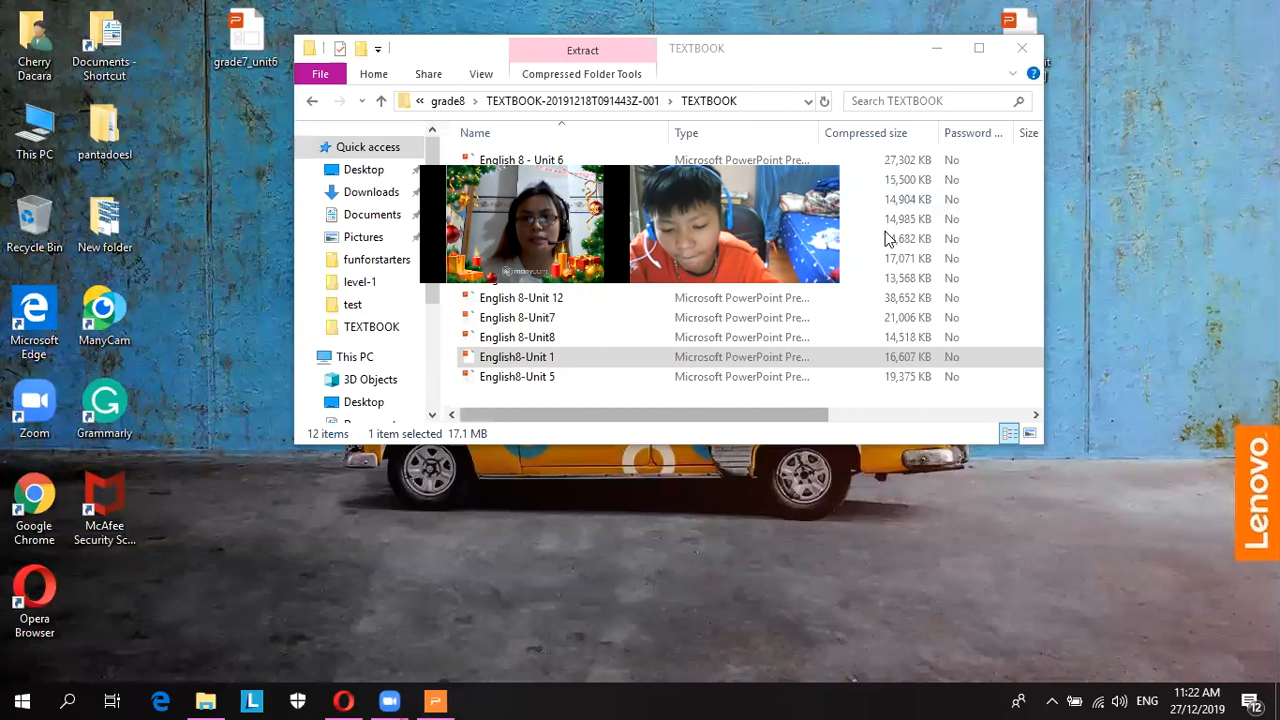 grade7_unit6
Cherry Dacara
Documents - Shortcut
This PC
pantadoesl
Recycle Bin
New folder
Microsoft Edge
ManyCam
Zoom
Grammarly
Google Chrome
McAfee Security Sc...
Opera Browser
Extract
TEXTBOOK
File
Home
Share
View
Compressed Folder Tools
« grade8 > TEXTBOOK-20191218T091443Z-001 > TEXTBOOK
Search TEXTBOOK
Name
Type
Compressed size
Password ...
Size
Quick access
Desktop
Downloads
Documents
Pictures
funforstarters
level-1
test
TEXTBOOK
This PC
3D Objects
Desktop
English 8 - Unit 6 Microsoft PowerPoint Pre... 27,302 KB No
15,500 KB No
14,904 KB No
14,985 KB No
682 KB No
17,071 KB No
13,568 KB No
English 8-Unit 12 Microsoft PowerPoint Pre... 38,652 KB No
English 8-Unit7 Microsoft PowerPoint Pre... 21,006 KB No
English 8-Unit8 Microsoft PowerPoint Pre... 14,518 KB No
English8-Unit 1 Microsoft PowerPoint Pre... 16,607 KB No
English8-Unit 5 Microsoft PowerPoint Pre... 19,375 KB No
manycam
12 items 1 item selected 17.1 MB
Lenovo
ENG
11:22 AM
27/12/2019
12